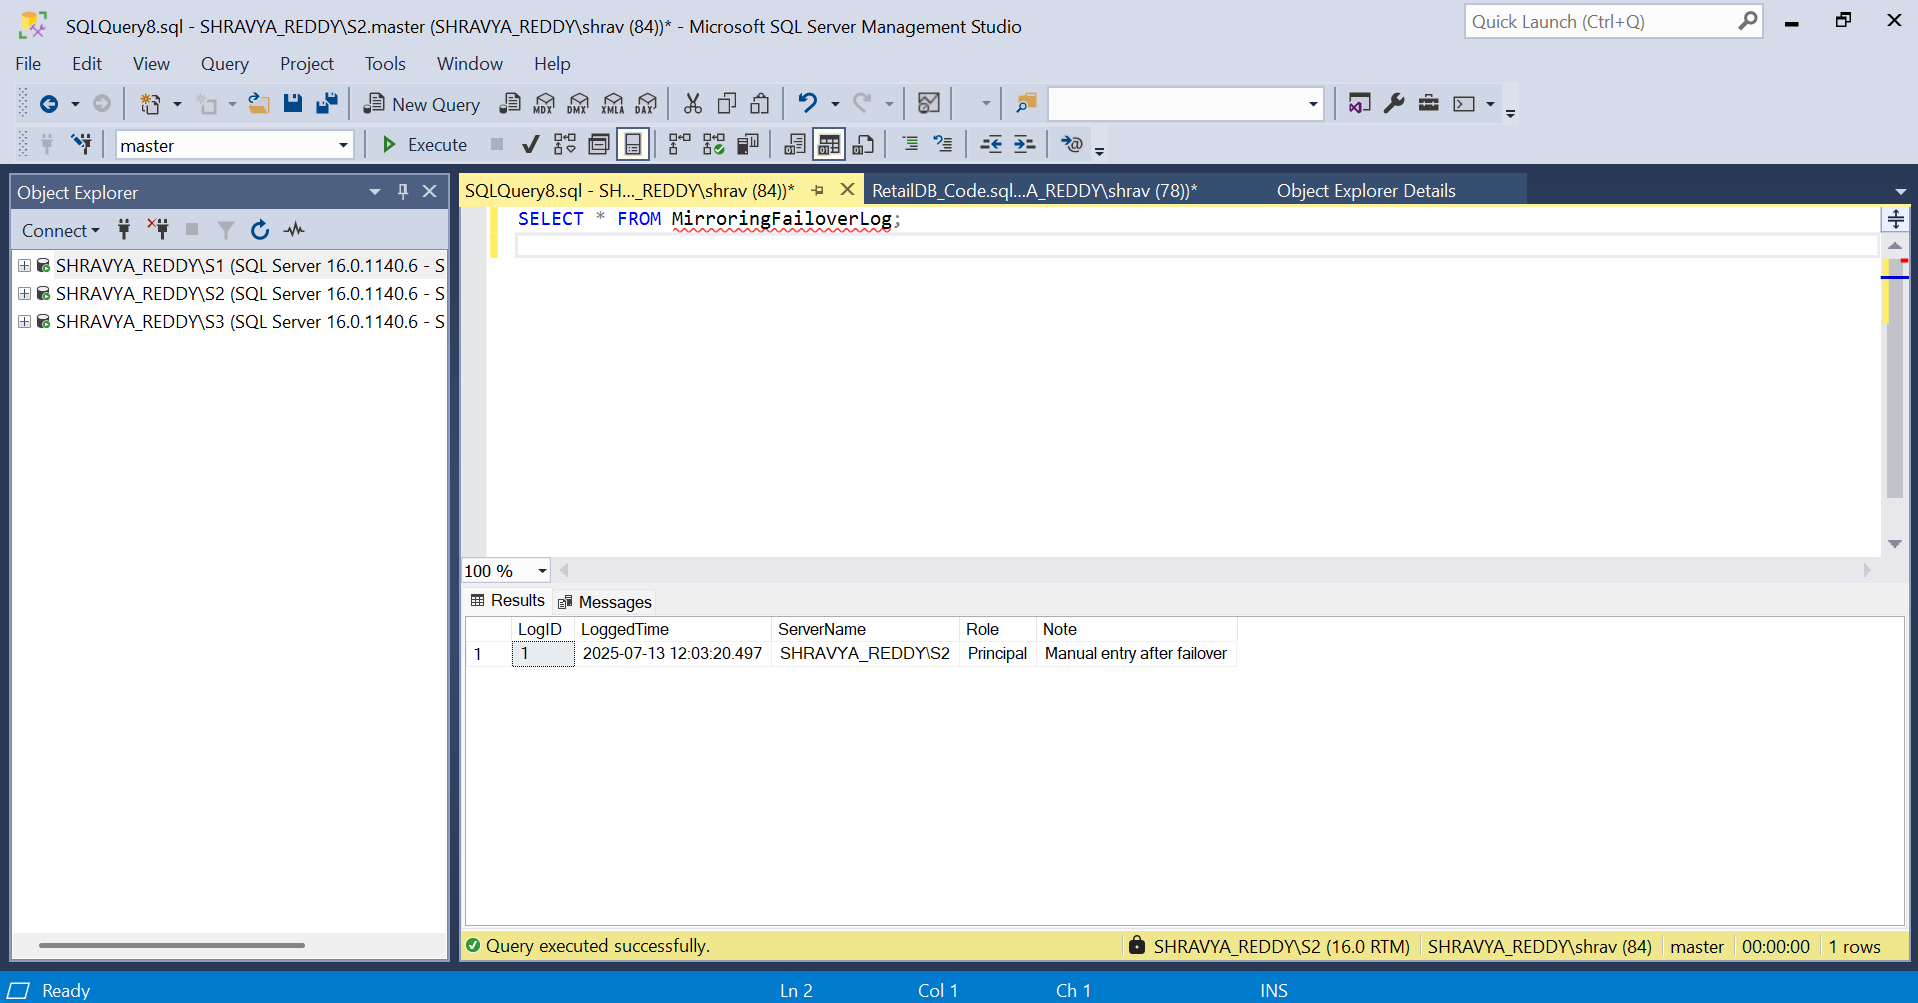 SQLQuery8.sql - SHRAVYA_REDDY\S2.master (SHRAVYA_REDDY\shrav (84))* - Microsoft SQL Server Management Studio
Quick Launch (Ctrl+Q)
File Edit View Query Project Tools Window Help
New Query MDX DMX XMLA DAX
master Execute
Object Explorer
Connect
SHRAVYA_REDDY\S1 (SQL Server 16.0.1140.6 - S
SHRAVYA_REDDY\S2 (SQL Server 16.0.1140.6 - S
SHRAVYA_REDDY\S3 (SQL Server 16.0.1140.6 - S
SQLQuery8.sql - SH..._REDDY\shrav (84))* RetailDB_Code.sql...A_REDDY\shrav (78))* Object Explorer Details
SELECT * FROM MirroringFailoverLog;
100 %
Results Messages
LogID LoggedTime ServerName Role Note
1 1 2025-07-13 12:03:20.497 SHRAVYA_REDDY\S2 Principal Manual entry after failover
Query executed successfully. SHRAVYA_REDDY\S2 (16.0 RTM) SHRAVYA_REDDY\shrav (84) master 00:00:00 1 rows
Ready Ln 2 Col 1 Ch 1 INS